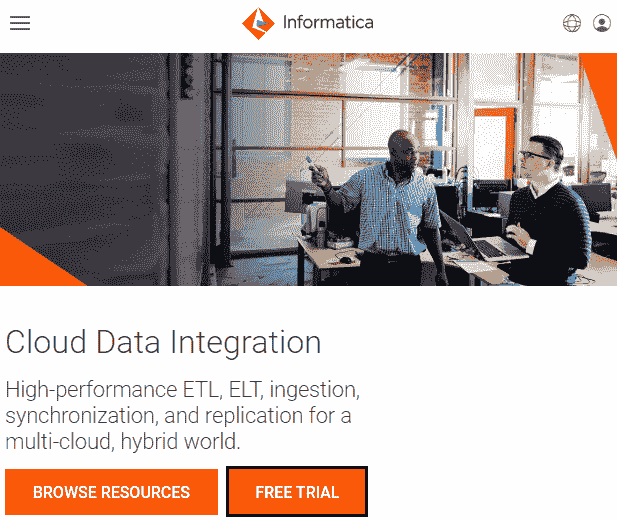 Informatica
Cloud Data Integration
High-performance ETL, ELT, ingestion,
synchronization, and replication for a
multi-cloud, hybrid world.
BROWSE RESOURCES
FREE TRIAL